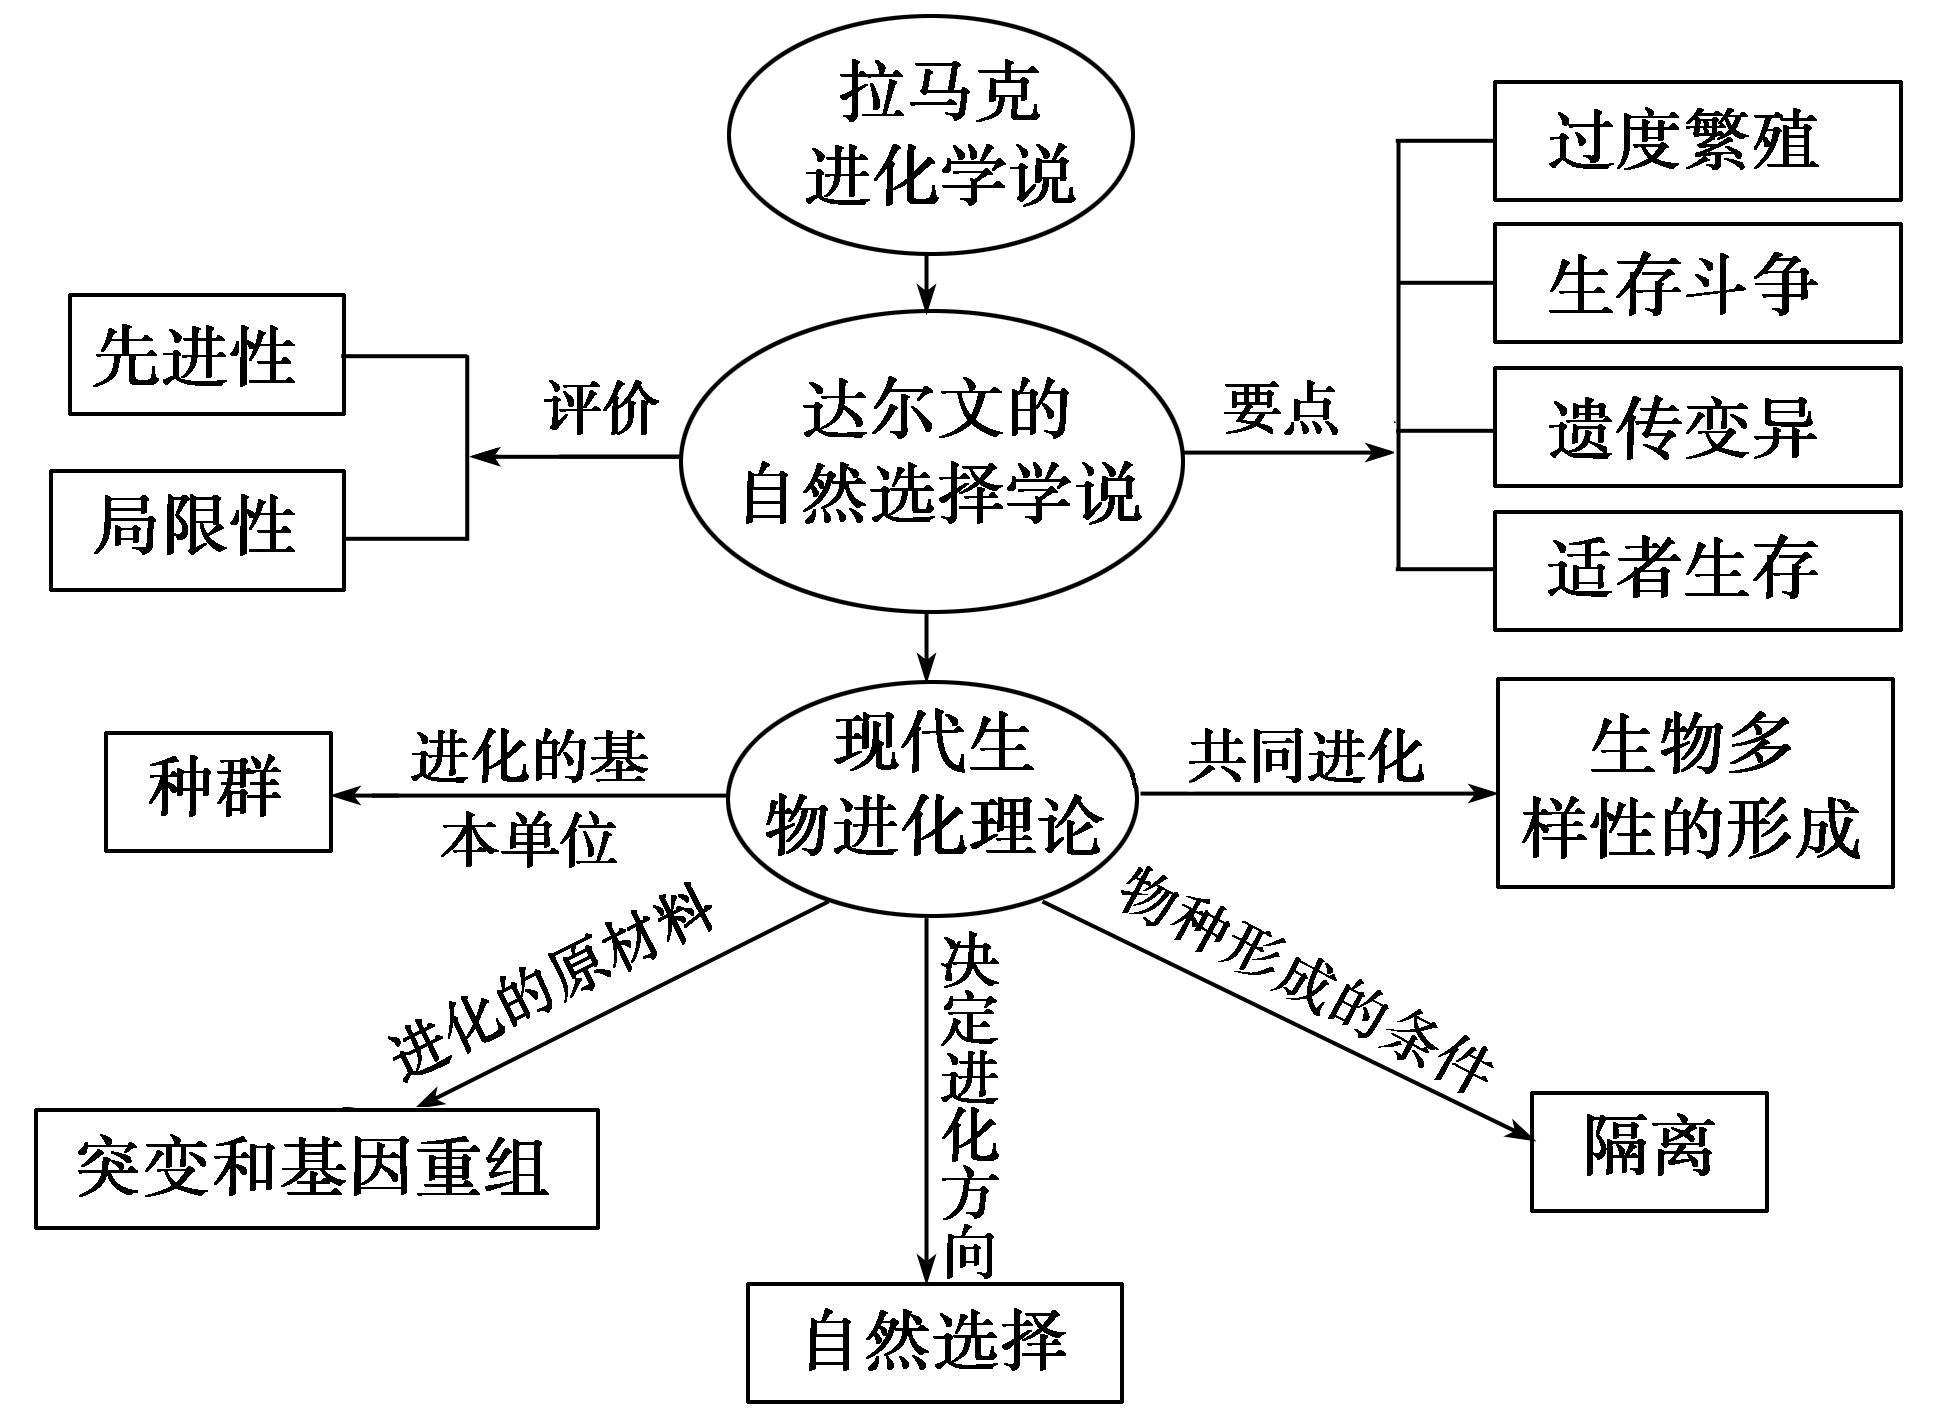 拉马克
进化学说
过度繁殖
生存斗争
先进性
评价
达尔文的
自然选择学说
要点
遗传变异
局限性
适者生存
种群
进化的基
本单位
现代生
物进化理论
共同进化
生物多
样性的形成
进化的原材料
决定进化方向
物种形成的条件
突变和基因重组
隔离
自然选择